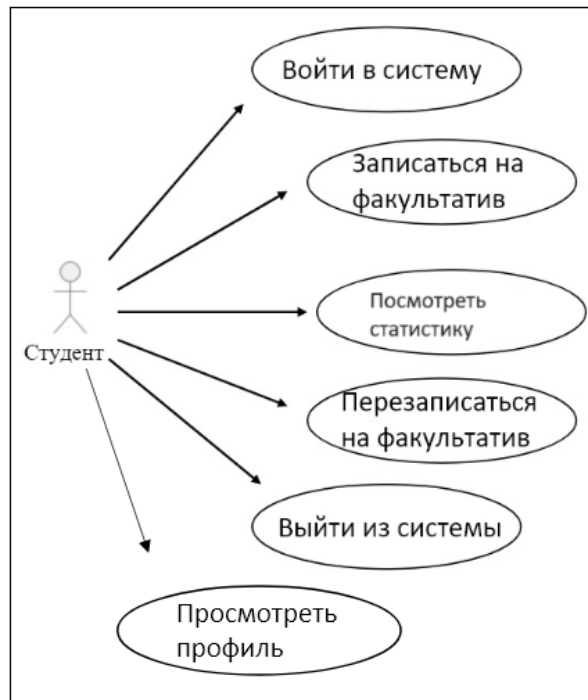 Войти в систему
Записаться на
факультатив
Посмотреть
статистику
Студент
Перезаписаться
на факультатив
Выйти из системы
Просмотреть
профиль